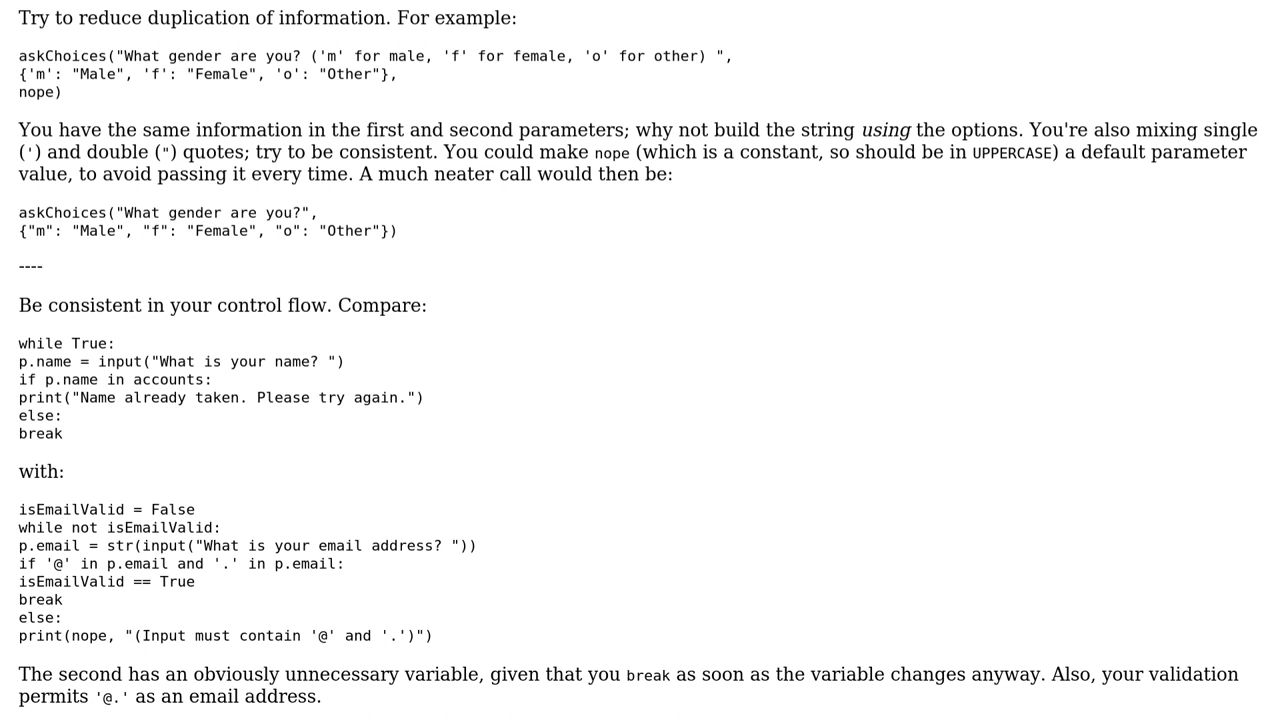 Try to reduce duplication of information. For example:
askChoices("What gender are you? ('m' for male, 'f' for female, 'o' for other) ",
{'m': "Male", 'f': "Female", 'o': "Other"},
nope)
You have the same information in the first and second parameters; why not build the string using the options. You're also mixing single
(') and double (") quotes; try to be consistent. You could make nope (which is a constant, so should be in UPPERCASE) a default parameter
value, to avoid passing it every time. A much neater call would then be:
askChoices("What gender are you?",
{"m": "Male", "f": "Female", "o": "Other"})
----
Be consistent in your control flow. Compare:
while True:
p.name = input("What is your name? ")
if p.name in accounts:
print("Name already taken. Please try again.")
else:
break
with:
isEmailValid = False
while not isEmailValid:
p.email = str(input("What is your email address? "))
if '@' in p.email and '.' in p.email:
isEmailValid == True
break
else:
print(nope, "(Input must contain '@' and '.')")
The second has an obviously unnecessary variable, given that you break as soon as the variable changes anyway. Also, your validation
permits '@.' as an email address.